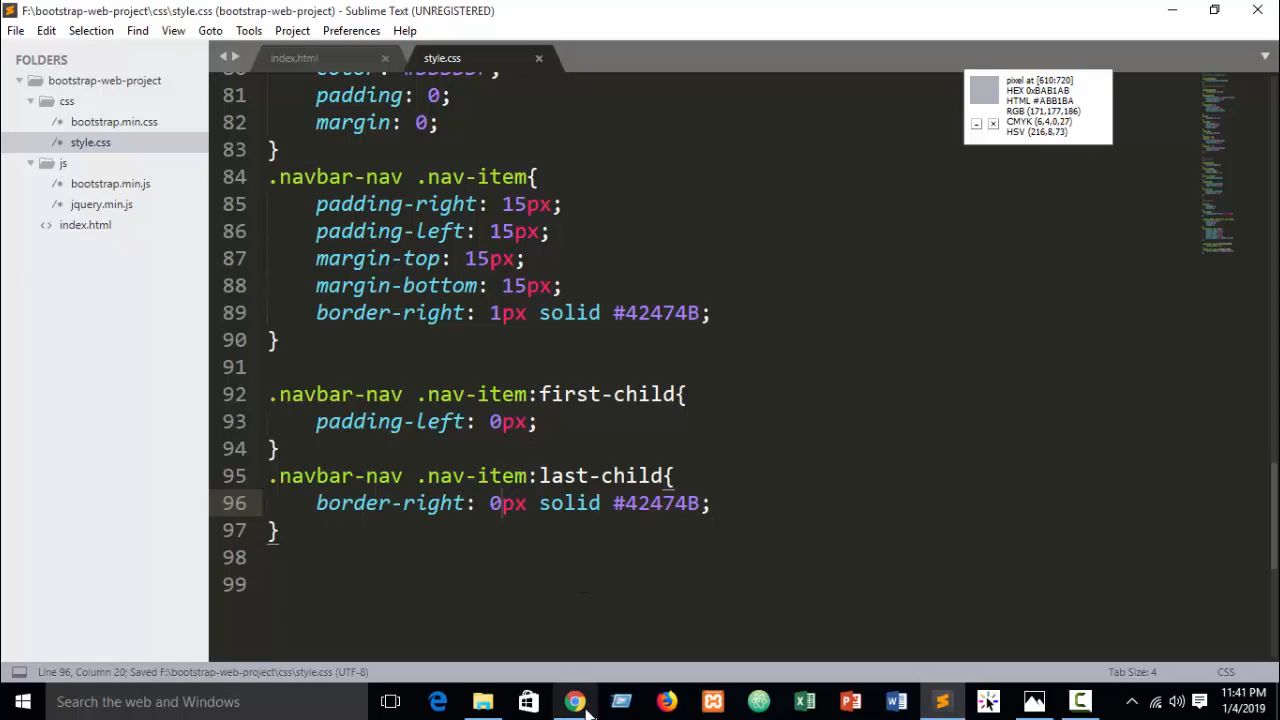 F:\bootstrap-web-project\css\style.css (bootstrap-web-project) - Sublime Text (UNREGISTERED)
File Edit Selection Find View Goto Tools Project Preferences Help
FOLDERS
bootstrap-web-project
css
/* bootstrap.min.css
/* style.css
js
/* bootstrap.min.js
/* jquery.min.js
<> index.html
index.html
style.css
81 padding: 0;
82 margin: 0;
83 }
84 .navbar-nav .nav-item{
85 padding-right: 15px;
86 padding-left: 15px;
87 margin-top: 15px;
88 margin-bottom: 15px;
89 border-right: 1px solid #42474B;
90 }
91
92 .navbar-nav .nav-item:first-child{
93 padding-left: 0px;
94 }
95 .navbar-nav .nav-item:last-child{
96 border-right: 0px solid #42474B;
97 }
98
99
pixel at [610:720]
HEX 0xBAB1AB
HTML #ABB1BA
RGB (171,177,186)
CMYK (6,4,0,27)
HSV (216,8,73)
Line 96, Column 20; Saved F:\bootstrap-web-project\css\style.css (UTF-8)
Tab Size: 4
CSS
Search the web and Windows
11:41 PM
1/4/2019